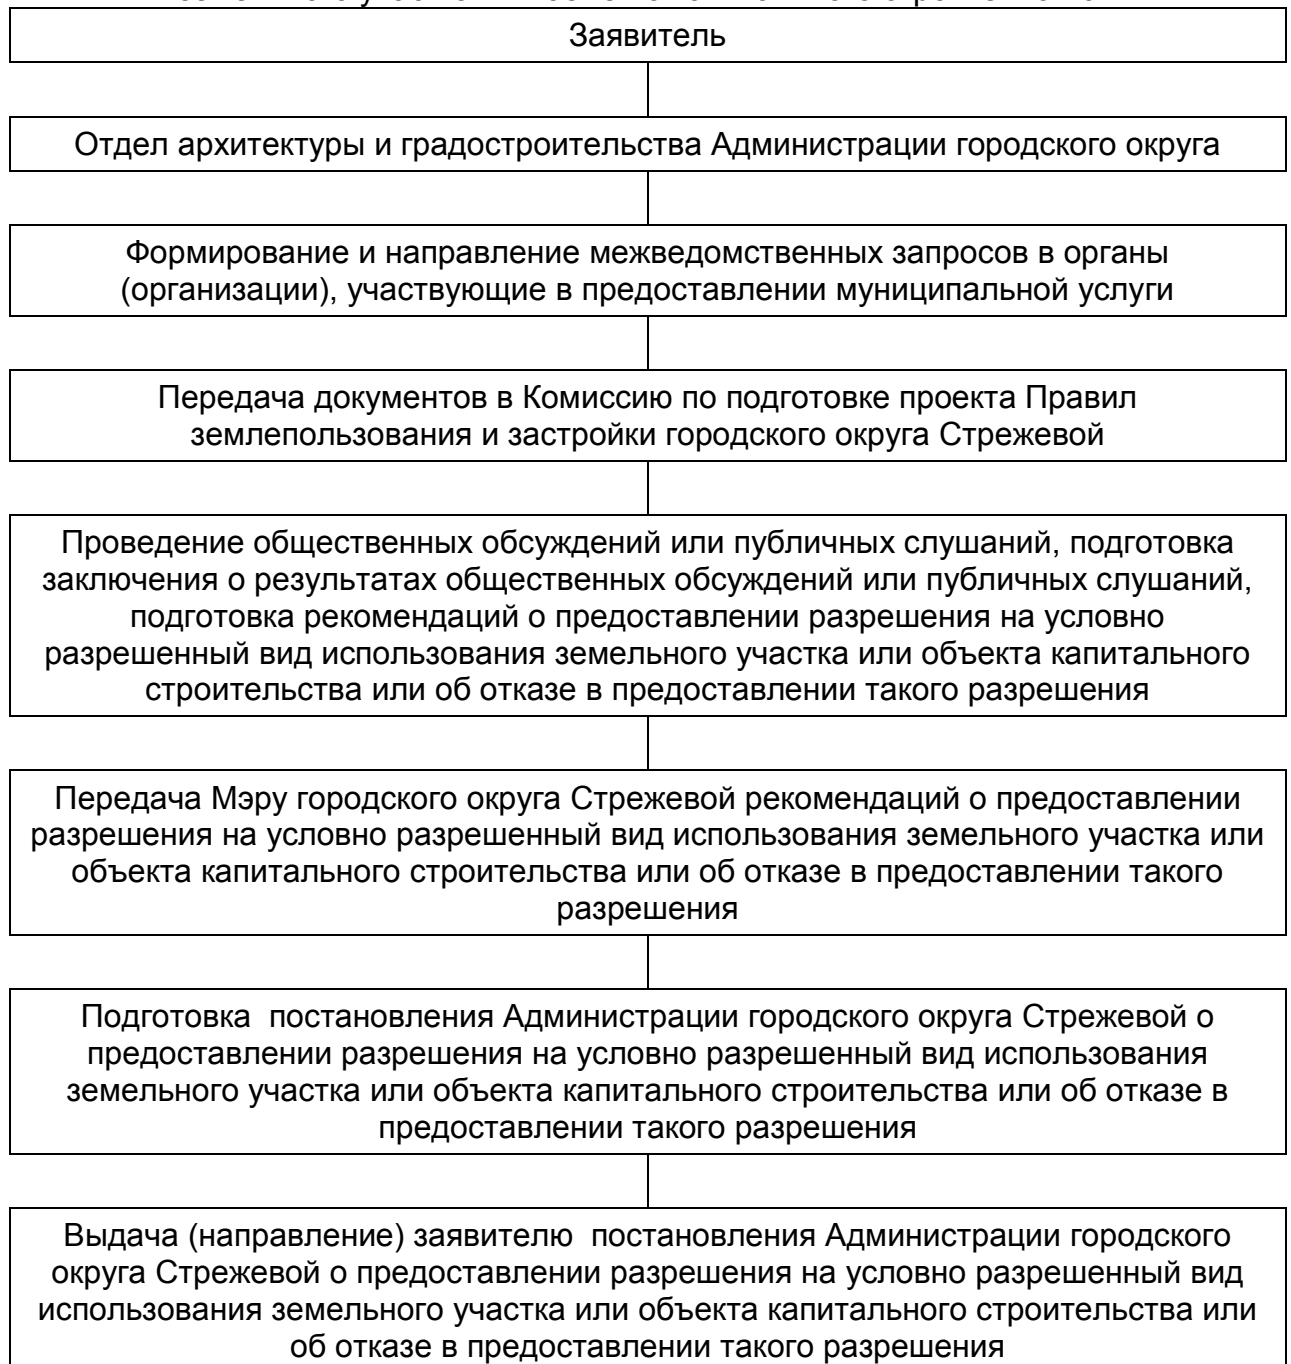 Заявитель
Отдел архитектуры и градостроительства Администрации городского округа
Формирование и направление межведомственных запросов в органы
(организации), участвующие в предоставлении муниципальной услуги
Передача документов в Комиссию по подготовке проекта Правил
землепользования и застройки городского округа Стрежевой
Проведение общественных обсуждений или публичных слушаний, подготовка
заключения о результатах общественных обсуждений или публичных слушаний,
подготовка рекомендаций о предоставлении разрешения на условно
разрешенный вид использования земельного участка или объекта капитального
строительства или об отказе в предоставлении такого разрешения
Передача Мэру городского округа Стрежевой рекомендаций о предоставлении
разрешения на условно разрешенный вид использования земельного участка или
объекта капитального строительства или об отказе в предоставлении такого
разрешения
Подготовка  постановления Администрации городского округа Стрежевой о
предоставлении разрешения на условно разрешенный вид использования
земельного участка или объекта капитального строительства или об отказе в
предоставлении такого разрешения
Выдача (направление) заявителю  постановления Администрации городского
округа Стрежевой о предоставлении разрешения на условно разрешенный вид
использования земельного участка или объекта капитального строительства или
об отказе в предоставлении такого разрешения